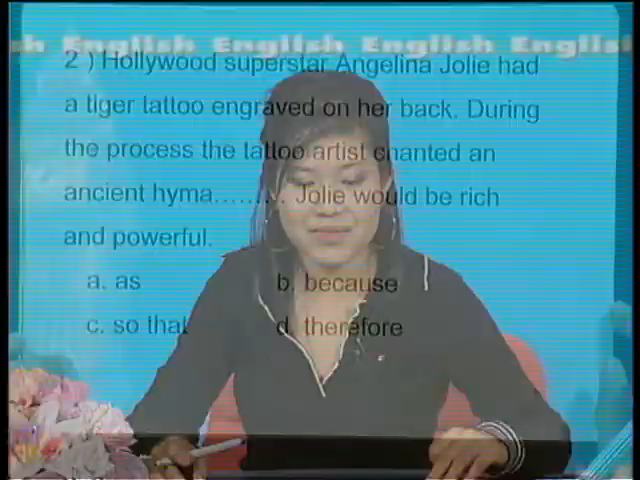 sh English English English English
2 ) Hollywood superstar Angelina Jolie had
a tiger tattoo engraved on her back. During
the process the tattoo artist chanted an
ancient hyma........ Jolie would be rich
and powerful.
a. as b. because
c. so that d. therefore